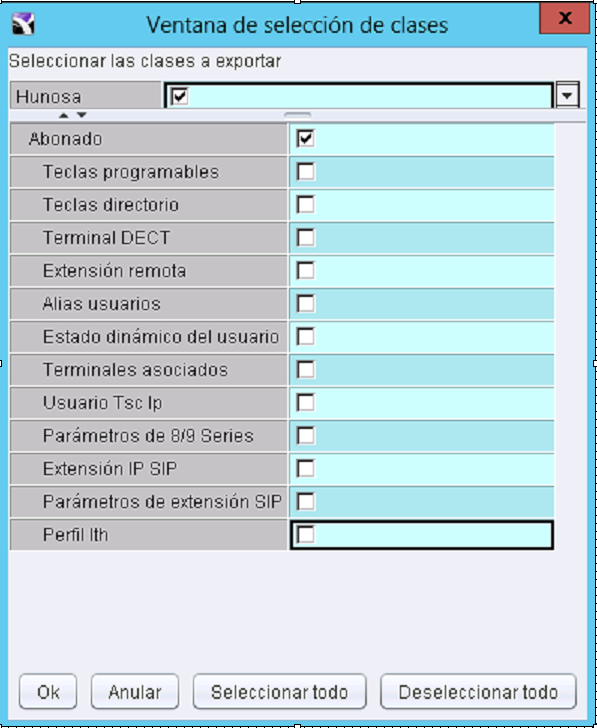 Ventana de selección de clases
x
Seleccionar las clases a exportar
Hunosa
Abonado
Teclas programables
Teclas directorio
Terminal DECT
Extensión remota
Alias usuarios
Estado dinámico del usuario
Terminales asociados
Usuario Tsc Ip
Parámetros de 8/9 Series
Extensión IP SIP
Parámetros de extensión SIP
Perfil Ith
Ok Anular Seleccionar todo Deseleccionar todo